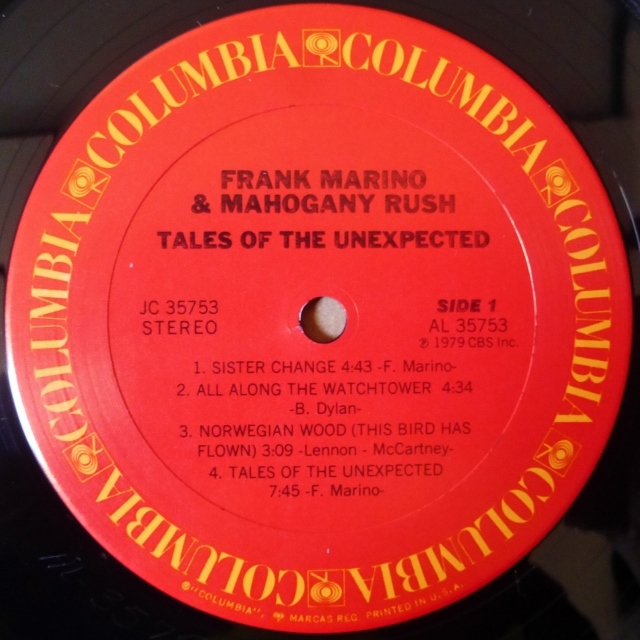 COLUMBIA COLUMBIA COLUMBIA COLUMBIA COLUMBIA COLUMBIA
FRANK MARINO
& MAHOGANY RUSH
TALES OF THE UNEXPECTED
JC 35753
STEREO
SIDE 1
AL 35753
℗ 1979 CBS Inc.
1. SISTER CHANGE 4:43 -F. Marino-
2. ALL ALONG THE WATCHTOWER 4:34
-B. Dylan-
3. NORWEGIAN WOOD (THIS BIRD HAS
FLOWN) 3:09 -Lennon - McCartney-
4. TALES OF THE UNEXPECTED
7:45 -F. Marino-
"COLUMBIA", MARCAS REG. PRINTED IN U.S.A.